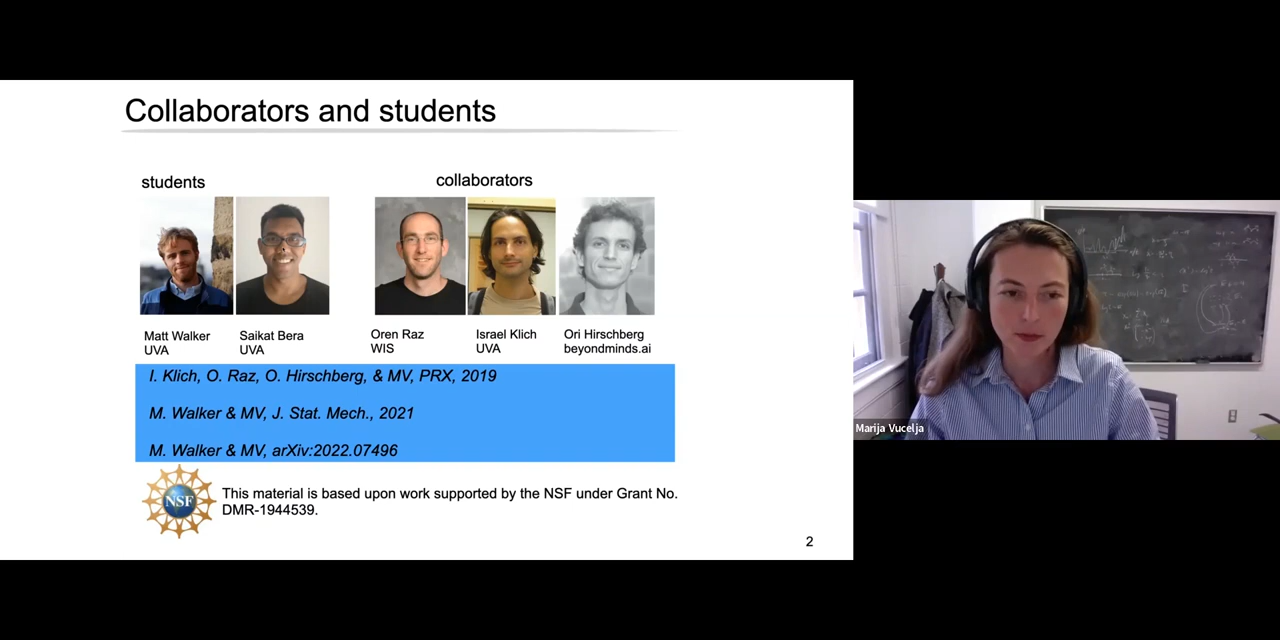 Collaborators and students
students
collaborators
Matt Walker
UVA
Saikat Bera
UVA
Oren Raz
WIS
Israel Klich
UVA
Ori Hirschberg
beyondminds.ai
I. Klich, O. Raz, O. Hirschberg, & MV, PRX, 2019
M. Walker & MV, J. Stat. Mech., 2021
M. Walker & MV, arXiv:2022.07496
NSF
This material is based upon work supported by the NSF under Grant No.
DMR-1944539.
2
Marija Vucelja